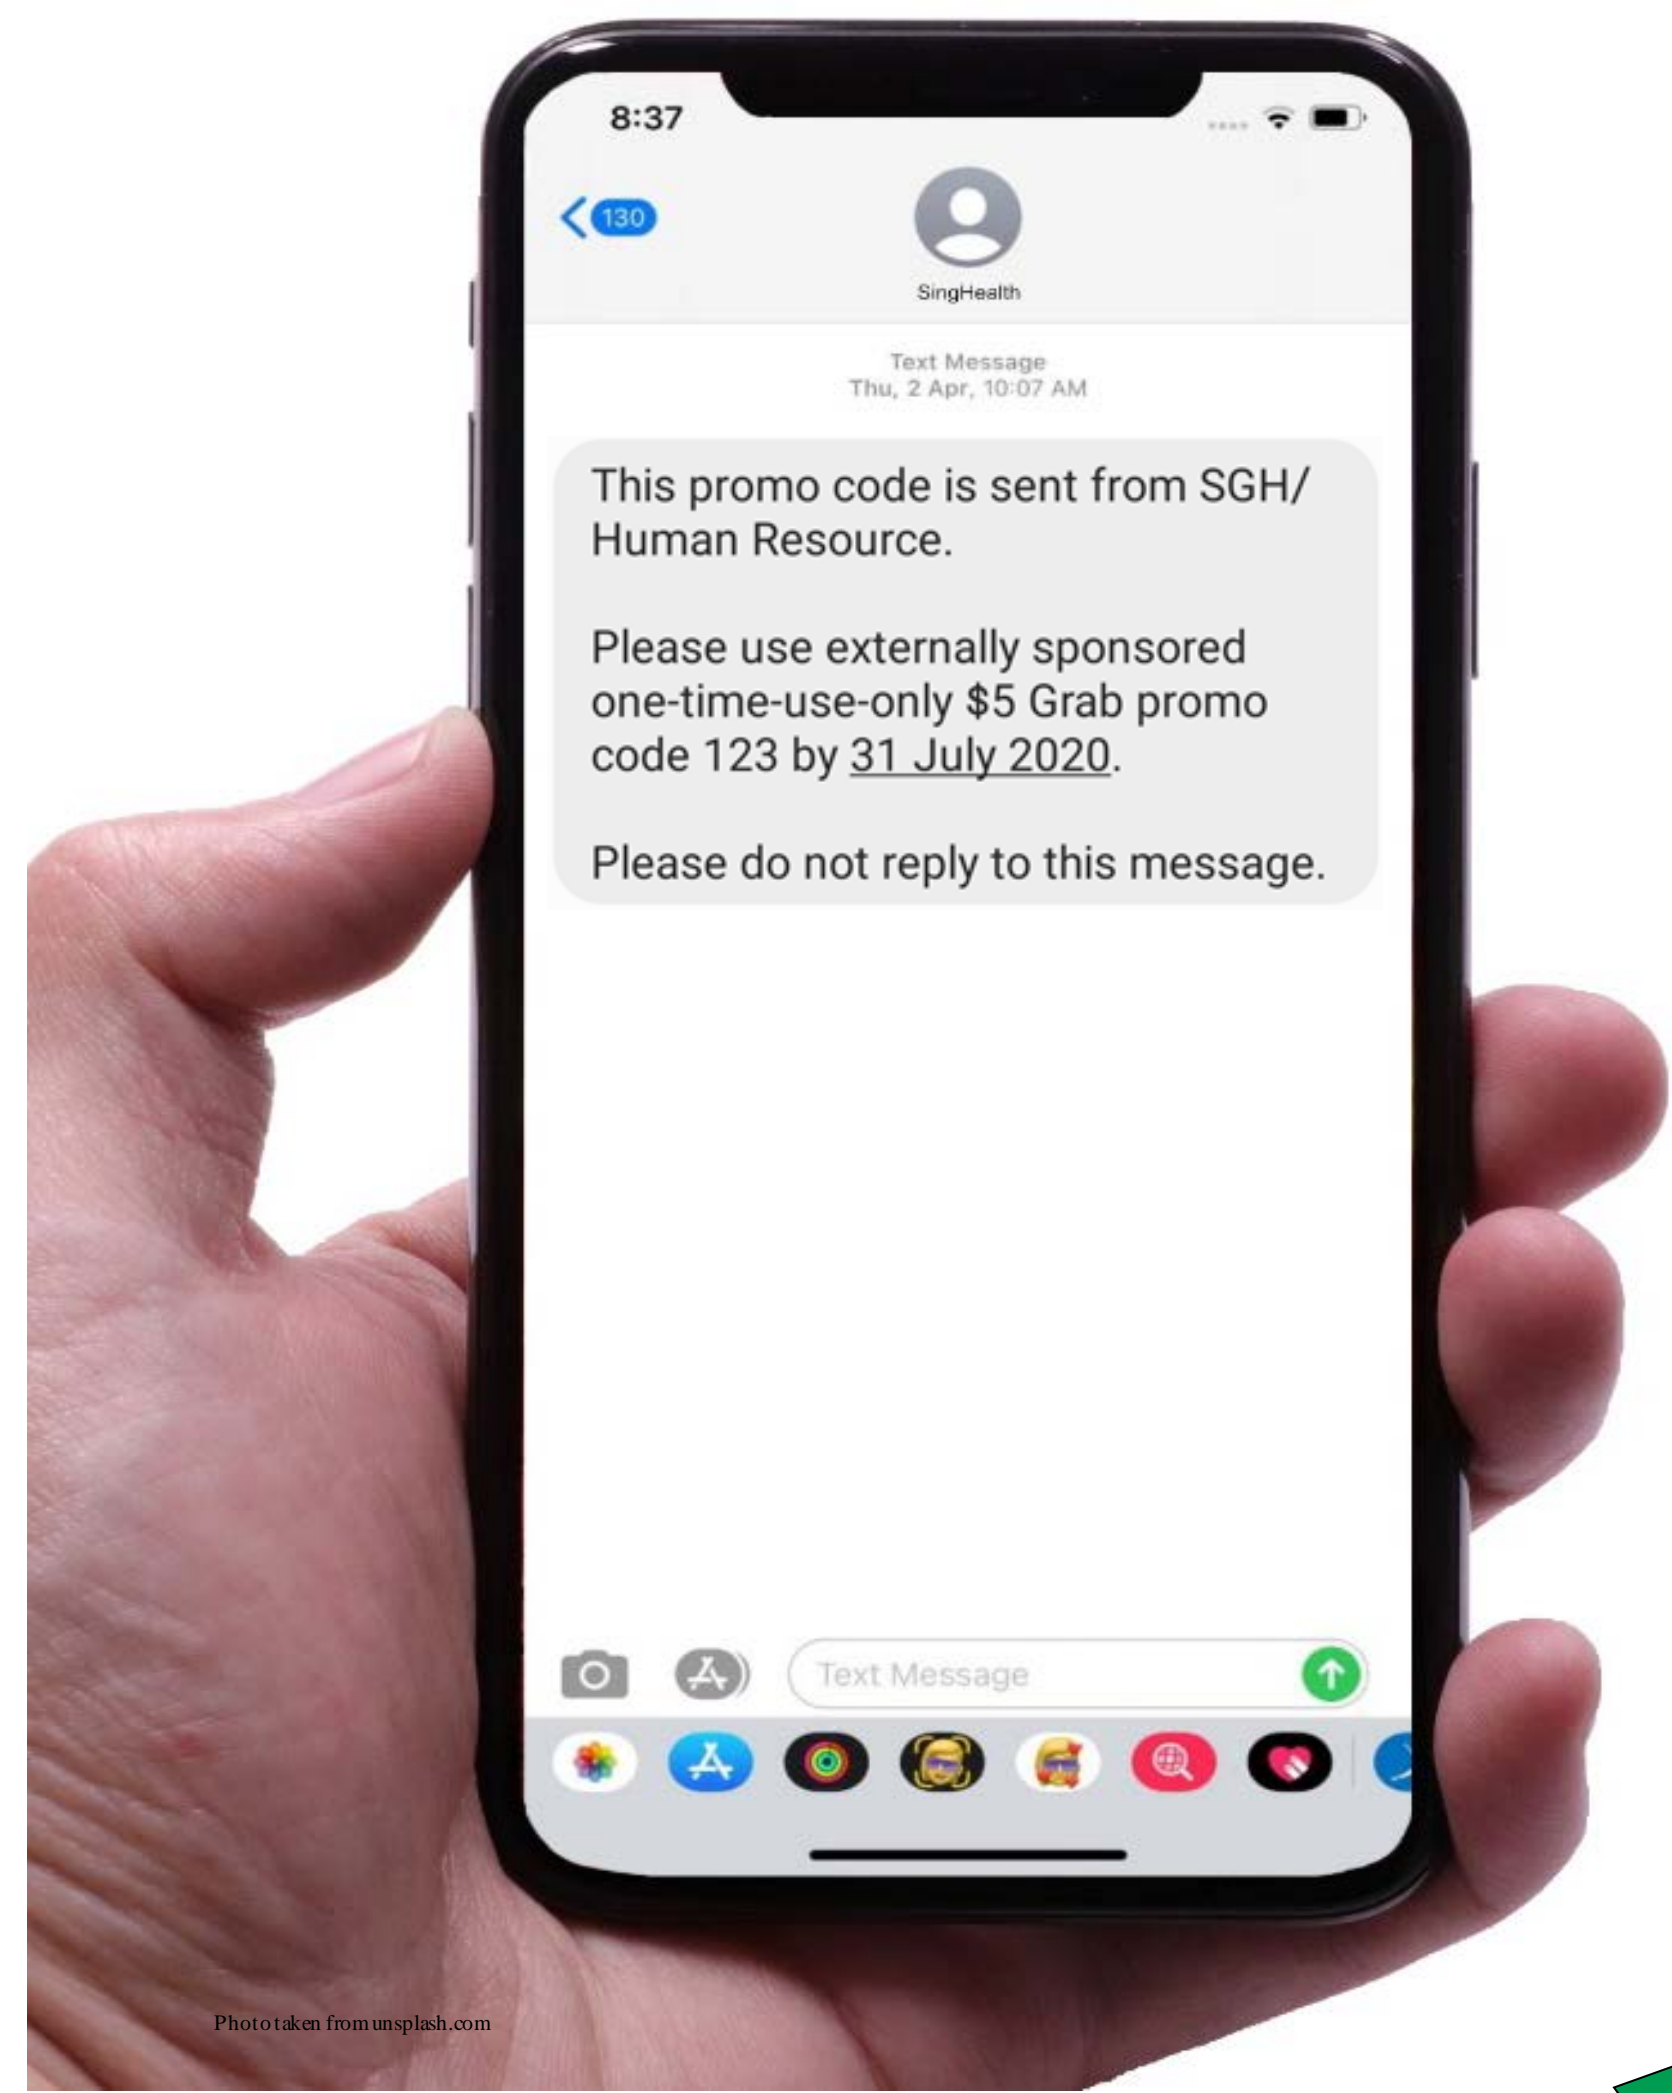 8:37
130
SingHealth
Text Message
Thu, 2 Apr, 10:07 AM
This promo code is sent from SGH/
Human Resource.
Please use externally sponsored
one-time-use-only $5 Grab promo
code 123 by 31 July 2020.
Please do not reply to this message.
Text Message
Photo taken from unsplash.com